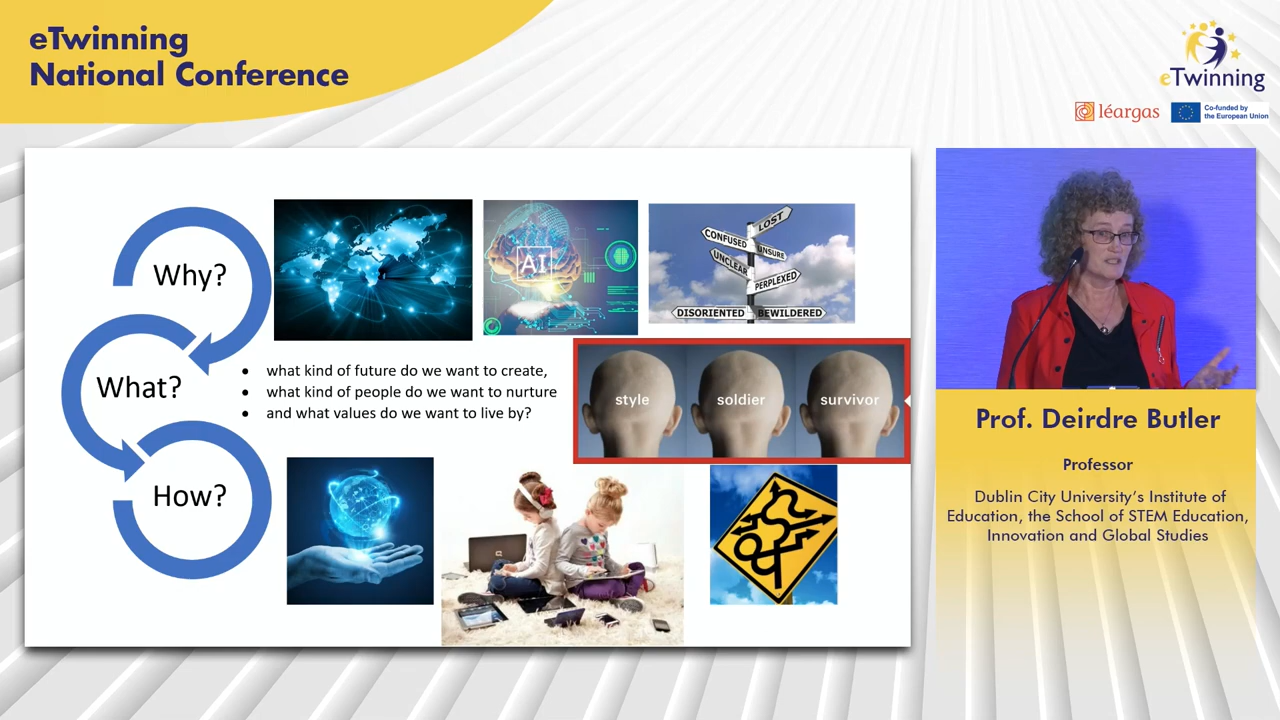 eTwinning
National Conference
eTwinning
léargas
Co-funded by
the European Union
Why?
What?
How?
AI
LOST
CONFUSED
UNSURE
UNCLEAR
PERPLEXED
DISORIENTED
BEWILDERED
• what kind of future do we want to create,
• what kind of people do we want to nurture
• and what values do we want to live by?
style
soldier
survivor
Prof. Deirdre Butler
Professor
Dublin City University’s Institute of
Education, the School of STEM Education,
Innovation and Global Studies